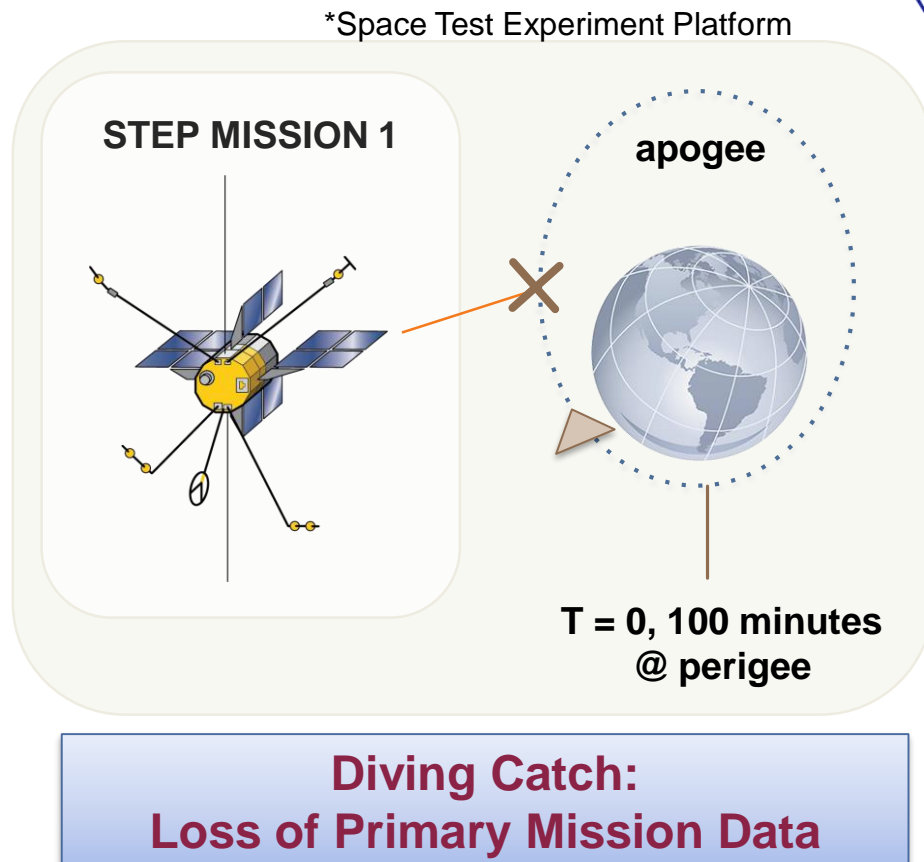 *Space Test Experiment Platform
STEP MISSION 1
apogee
T = 0, 100 minutes
@ perigee
Diving Catch:
Loss of Primary Mission Data